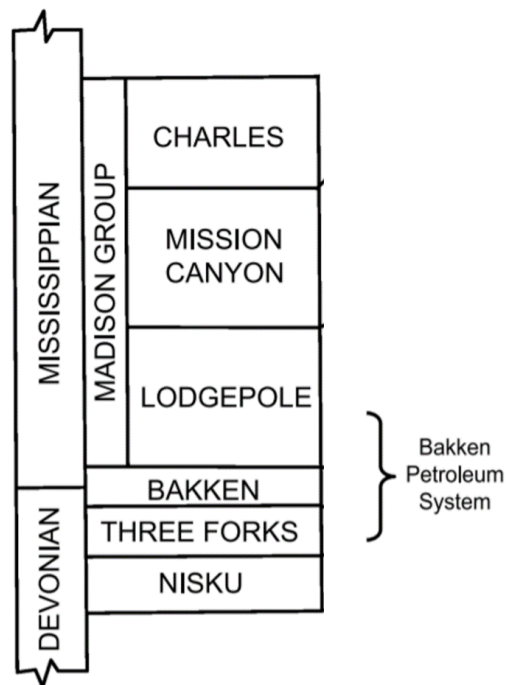 MISSISSIPPIAN
DEVONIAN
MADISON GROUP
CHARLES
MISSION
CANYON
LODGEPOLE
BAKKEN
THREE FORKS
NISKU
Bakken
Petroleum
System